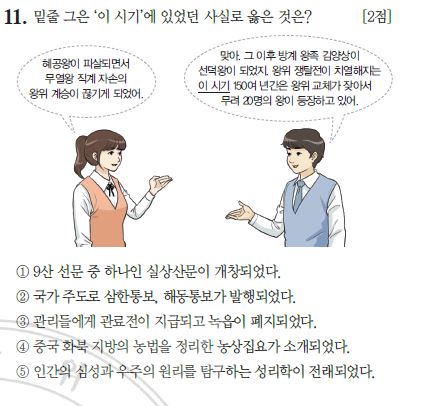 11. 밑줄 그은 '이 시기'에 있었던 사실로 옳은 것은? [2점]
혜공왕이 피살되면서
무열왕 직계 자손의
왕위 계승이 끊기게 되었어.
맞아. 그 이후 방계 왕족 김양상이
선덕왕이 되었지. 왕위 쟁탈전이 치열해지는
이 시기 150여 년간은 왕위 교체가 잦아서
무려 20명의 왕이 등장하고 있어.
① 9산 선문 중 하나인 실상산문이 개창되었다.
② 국가 주도로 삼한통보, 해동통보가 발행되었다.
③ 관리들에게 관료전이 지급되고 녹읍이 폐지되었다.
④ 중국 화북 지방의 농법을 정리한 농상집요가 소개되었다.
⑤ 인간의 심성과 우주의 원리를 탐구하는 성리학이 전래되었다.